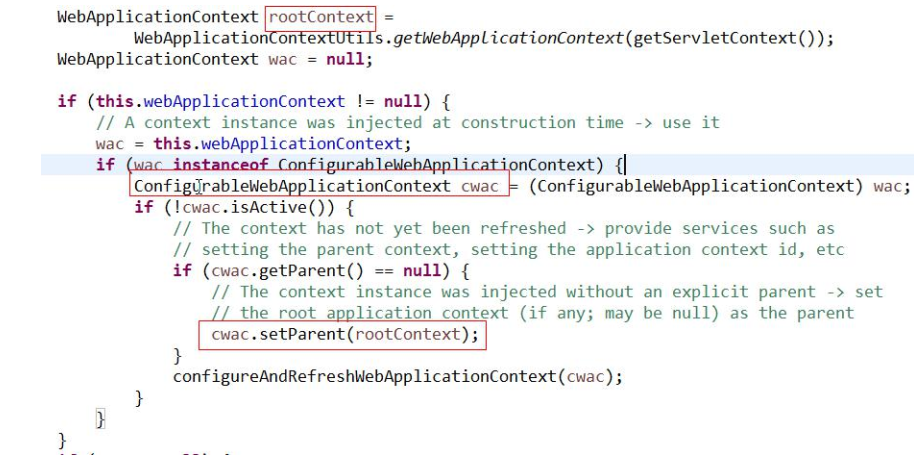 WebApplicationContext rootContext =
WebApplicationContextUtils.getWebApplicationContext(getServletContext());
WebApplicationContext wac = null;
if (this.webApplicationContext != null) {
// A context instance was injected at construction time -> use it
wac = this.webApplicationContext;
if (wac instanceof ConfigurableWebApplicationContext) {
ConfigurableWebApplicationContext cwac = (ConfigurableWebApplicationContext) wac;
if (!cwac.isActive()) {
// The context has not yet been refreshed -> provide services such as
// setting the parent context, setting the application context id, etc
if (cwac.getParent() == null) {
// The context instance was injected without an explicit parent -> set
// the root application context (if any; may be null) as the parent
cwac.setParent(rootContext);
}
configureAndRefreshWebApplicationContext(cwac);
}
}
}